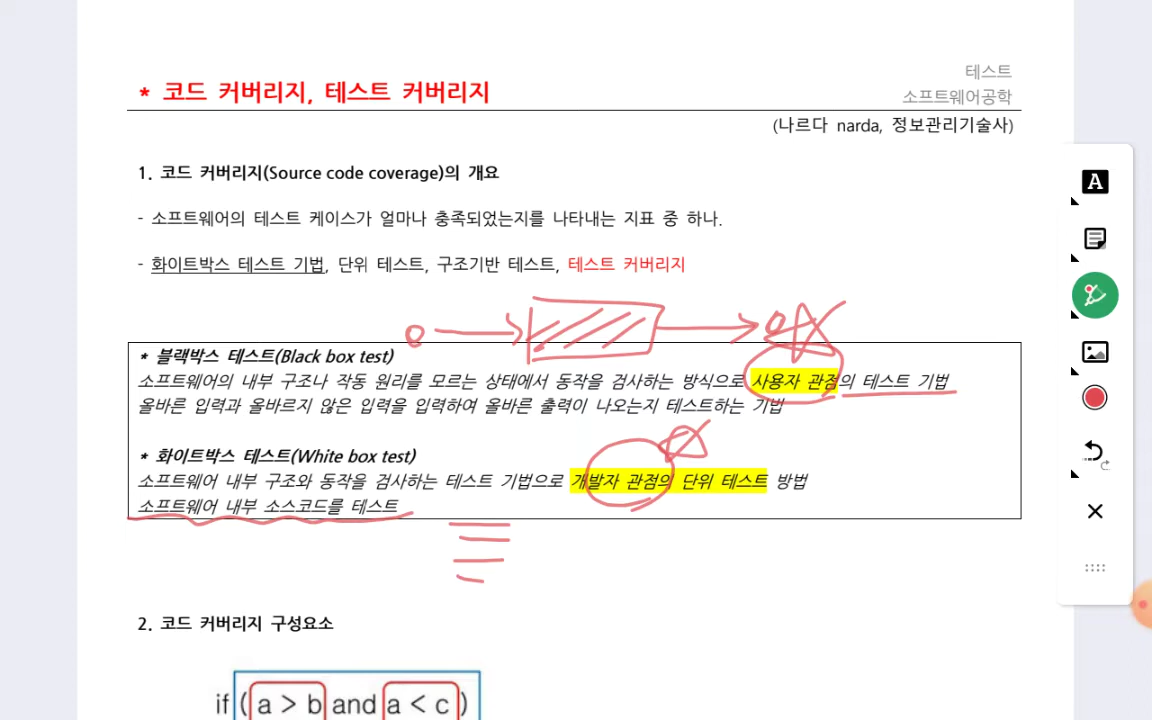 테스트
* 코드 커버리지, 테스트 커버리지
소프트웨어공학
(나르다 narda, 정보관리기술사)
1. 코드 커버리지(Source code coverage)의 개요
- 소프트웨어의 테스트 케이스가 얼마나 충족되었는지를 나타내는 지표 중 하나.
- 화이트박스 테스트 기법, 단위 테스트, 구조기반 테스트, 테스트 커버리지
* 블랙박스 테스트(Black box test)
소프트웨어의 내부 구조나 작동 원리를 모르는 상태에서 동작을 검사하는 방식으로 사용자 관점의 테스트 기법
올바른 입력과 올바르지 않은 입력을 입력하여 올바른 출력이 나오는지 테스트하는 기법
* 화이트박스 테스트(White box test)
소프트웨어 내부 구조와 동작을 검사하는 테스트 기법으로 개발자 관점의 단위 테스트 방법
소프트웨어 내부 소스코드를 테스트
2. 코드 커버리지 구성요소
if ( a > b and a < c )
A